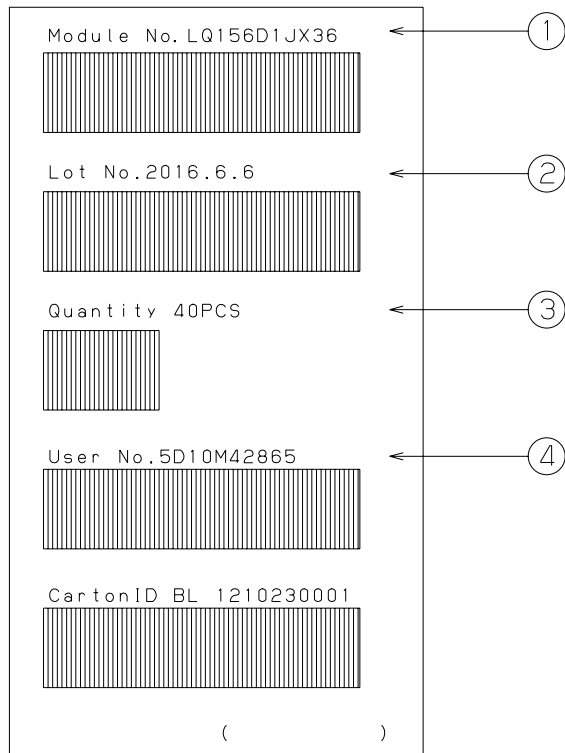 Module No.LQ156D1JX36
①
Lot No.2016.6.6
②
Quantity 40PCS
③
User No.5D10M42865
④
CartonID BL 1210230001
( )